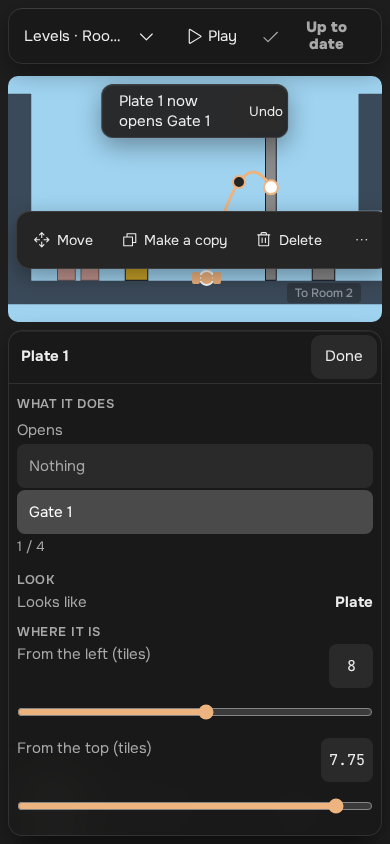 Levels · Roo...
Play
Up to
date
Plate 1 now
opens Gate 1
Undo
Move
Make a copy
Delete
···
To Room 2
Plate 1
Done
WHAT IT DOES
Opens
Nothing
Gate 1
1 / 4
LOOK
Looks like
Plate
WHERE IT IS
From the left (tiles)
8
From the top (tiles)
7.75